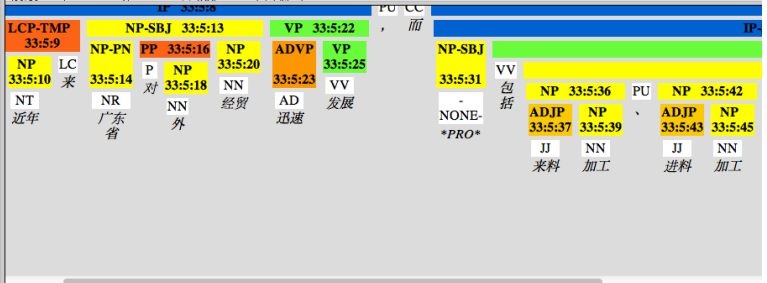 IP 33:5:8 PU CC IP-
LCP-TMP NP-SBJ 33:5:13 VP 33:5:22 , 而
33:5:9
NP LC NP-PN PP 33:5:16 NP ADVP VP NP-SBJ VV
33:5:10 来 33:5:14 P NP 33:5:20 33:5:23 33:5:25 33:5:31 包括 NP 33:5:36 PU NP 33:5:42
对 33:5:18
NT NR NN NN AD VV - ADJP NP 、 ADJP NP
近年 广东省 外 经贸 迅速 发展 NONE- 33:5:37 33:5:39 33:5:43 33:5:45
*PRO* JJ NN JJ NN
来料 加工 进料 加工